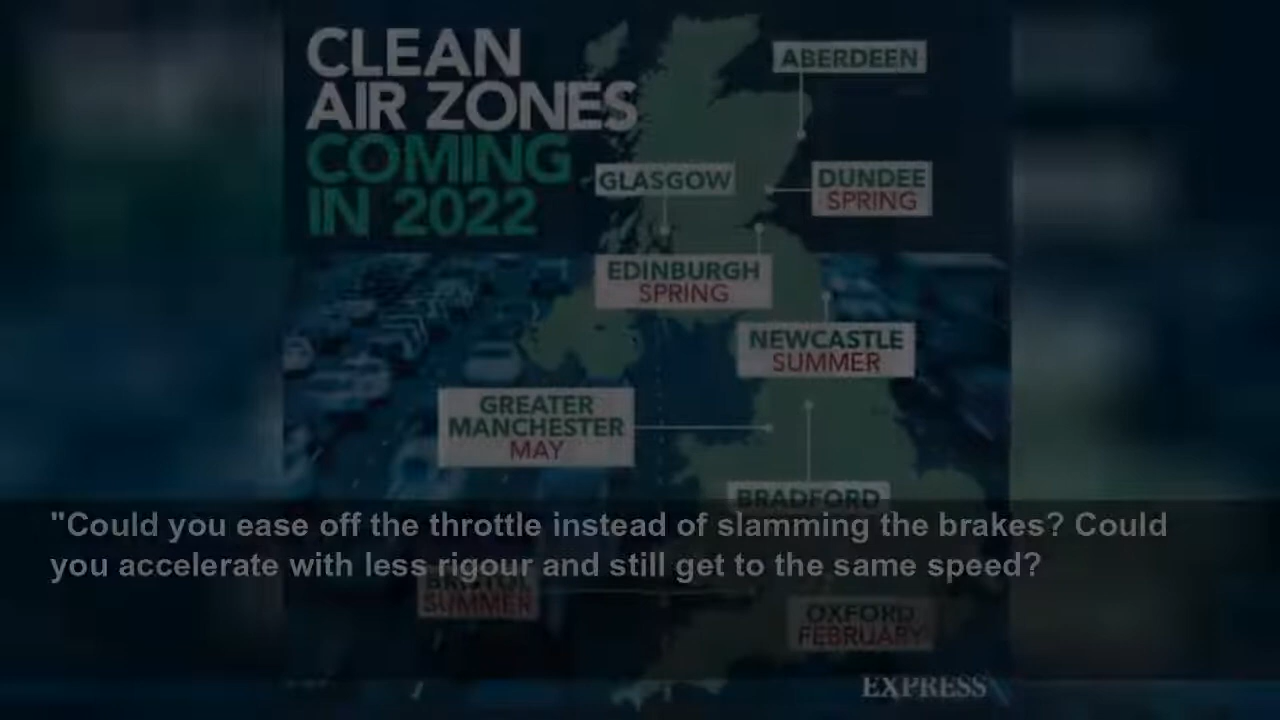 CLEAN
AIR ZONES
COMING
IN 2022
ABERDEEN
GLASGOW
DUNDEE
SPRING
EDINBURGH
SPRING
NEWCASTLE
SUMMER
GREATER
MANCHESTER
MAY
BRADFORD
"Could you ease off the throttle instead of slamming the brakes? Could
you accelerate with less rigour and still get to the same speed?
BRISTOL
SUMMER
OXFORD
FEBRUARY
EXPRESS